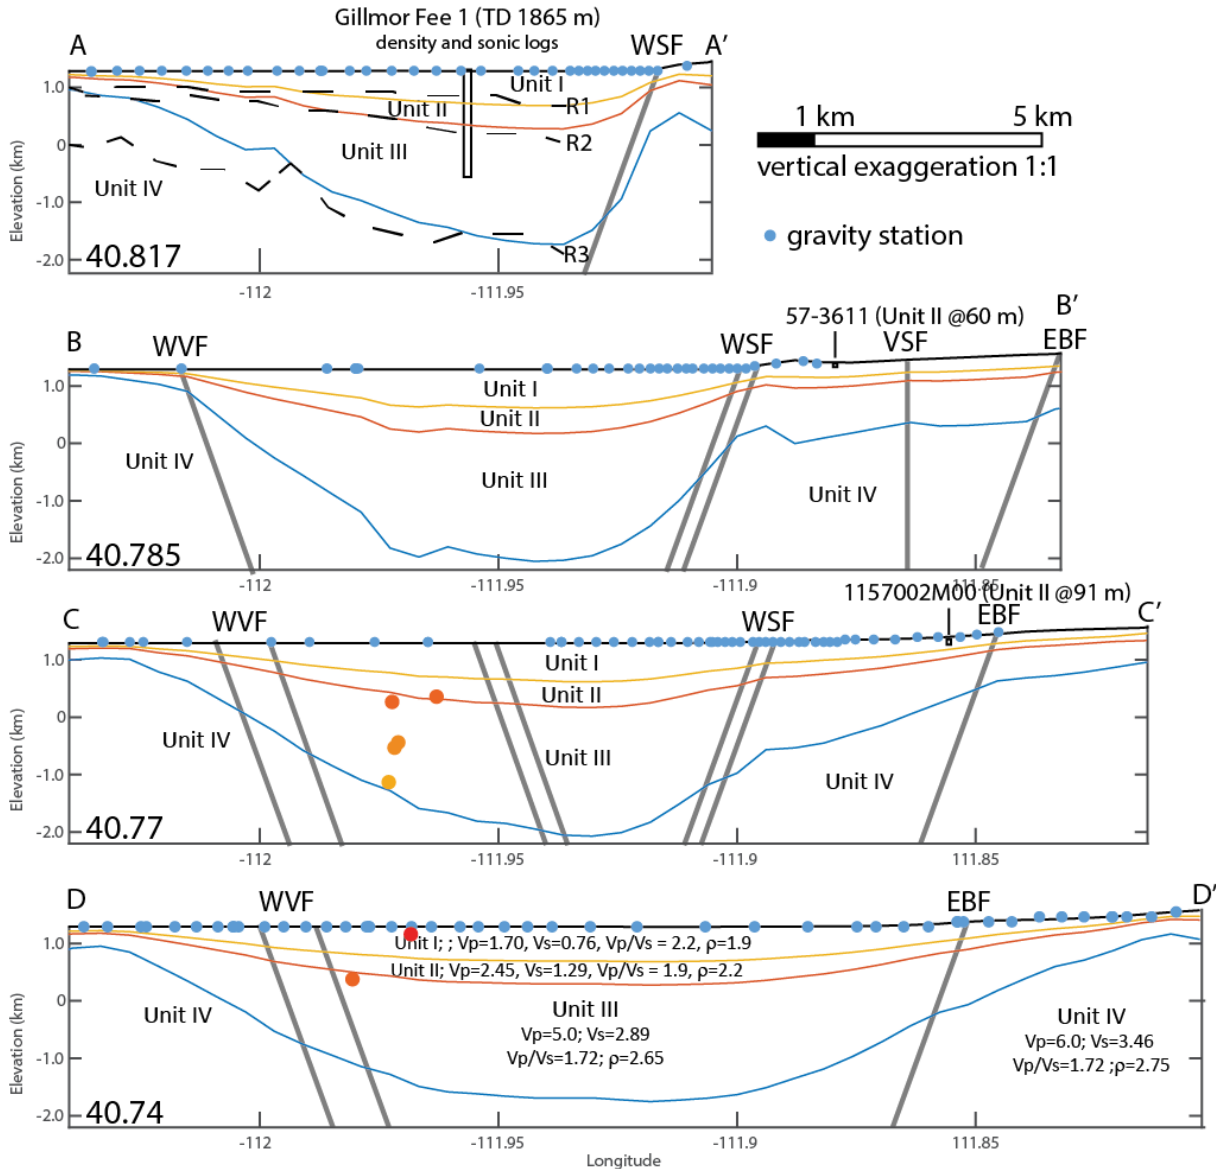 Gillmor Fee 1 (TD 1865 m)
density and sonic logs
A
WSF
A′
Unit I
Unit II
R1
R2
Unit III
Unit IV
R3
1.0
0
-1.0
-2.0
Elevation (km)
40.817
-112
-111.95
1 km
5 km
vertical exaggeration 1:1
gravity station
57-3611 (Unit II @60 m)
B
WVF
WSF
VSF
B′
EBF
Unit I
Unit II
Unit III
Unit IV
Unit IV
1.0
0
-1.0
-2.0
Elevation (km)
40.785
-112
-111.95
-111.9
111.85
1157002M00 (Unit II @91 m)
C
WVF
WSF
EBF
C′
Unit I
Unit II
Unit III
Unit IV
Unit IV
1.0
0
-1.0
-2.0
Elevation (km)
40.77
-112
-111.95
-111.9
111.85
D
WVF
EBF
D′
Unit I; ; Vp=1.70, Vs=0.76, Vp/Vs = 2.2, ρ=1.9
Unit II; Vp=2.45, Vs=1.29, Vp/Vs = 1.9, ρ=2.2
Unit III
Vp=5.0; Vs=2.89
Vp/Vs=1.72; ρ=2.65
Unit IV
Unit IV
Vp=6.0; Vs=3.46
Vp/Vs=1.72 ;ρ=2.75
1.0
0
-1.0
-2.0
Elevation (km)
40.74
-112
-111.95
-111.9
111.85
Longitude